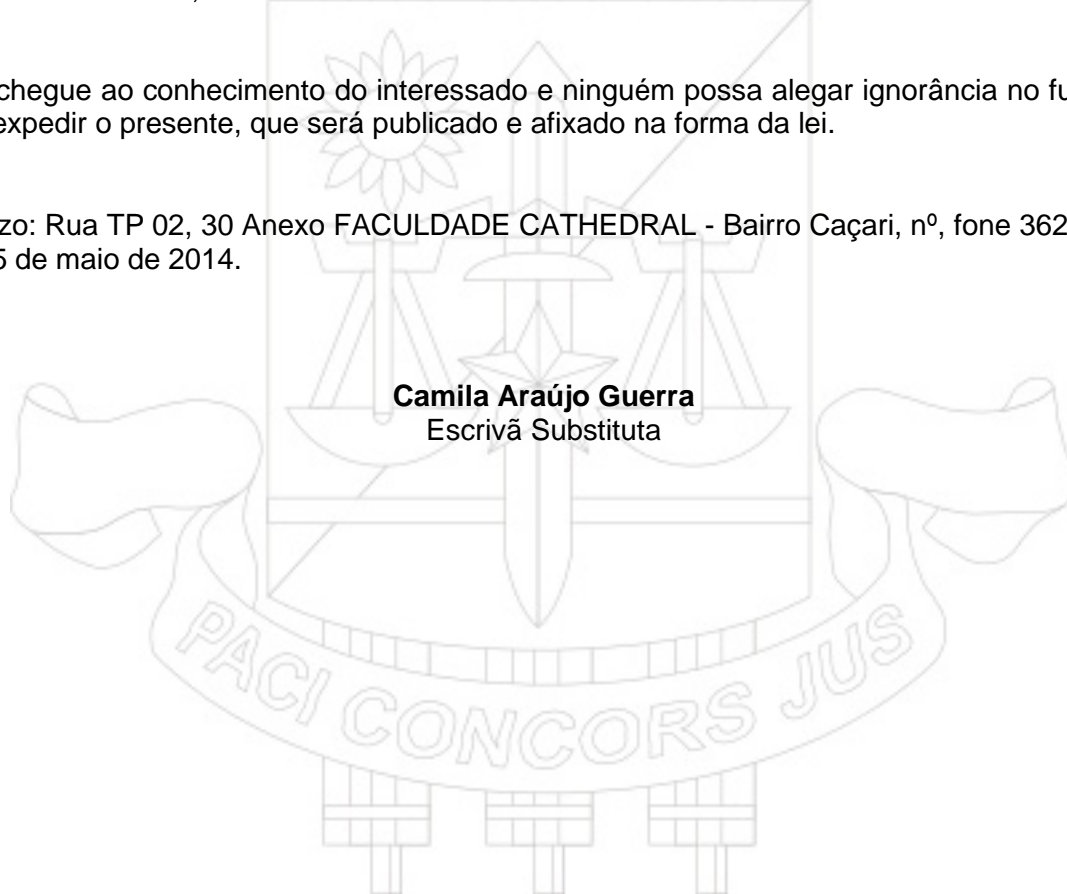 chegue ao conhecimento do interessado e ninguém possa alegar ignorância no fu
expedir o presente, que será publicado e afixado na forma da lei.
zo: Rua TP 02, 30 Anexo FACULDADE CATHEDRAL - Bairro Caçari, nº, fone 362
5 de maio de 2014.
Camila Araújo Guerra
Escrivã Substituta
PACI CONCORS JUS